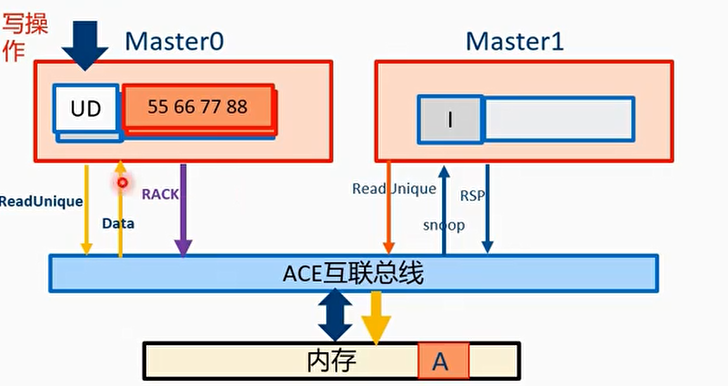 写操
作
Master0
Master1
UD
55 66 77 88
I
ReadUnique
Data
RACK
ReadUnique
snoop
RSP
ACE互联总线
内存
A